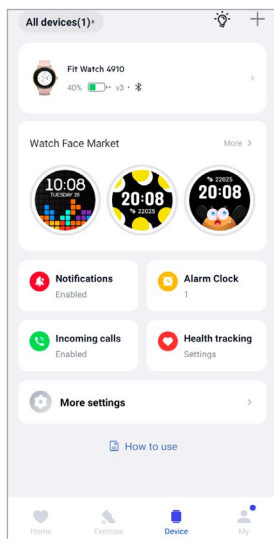 All devices(1)
Fit Watch 4910
40% v3
Watch Face Market
More >
10:08
TUESDAY 20
20:08
22025
22025
20:08
Notifications
Enabled
Alarm Clock
1
Incoming calls
Enabled
Health tracking
Settings
More settings
How to use
Home
Exercise
Device
My